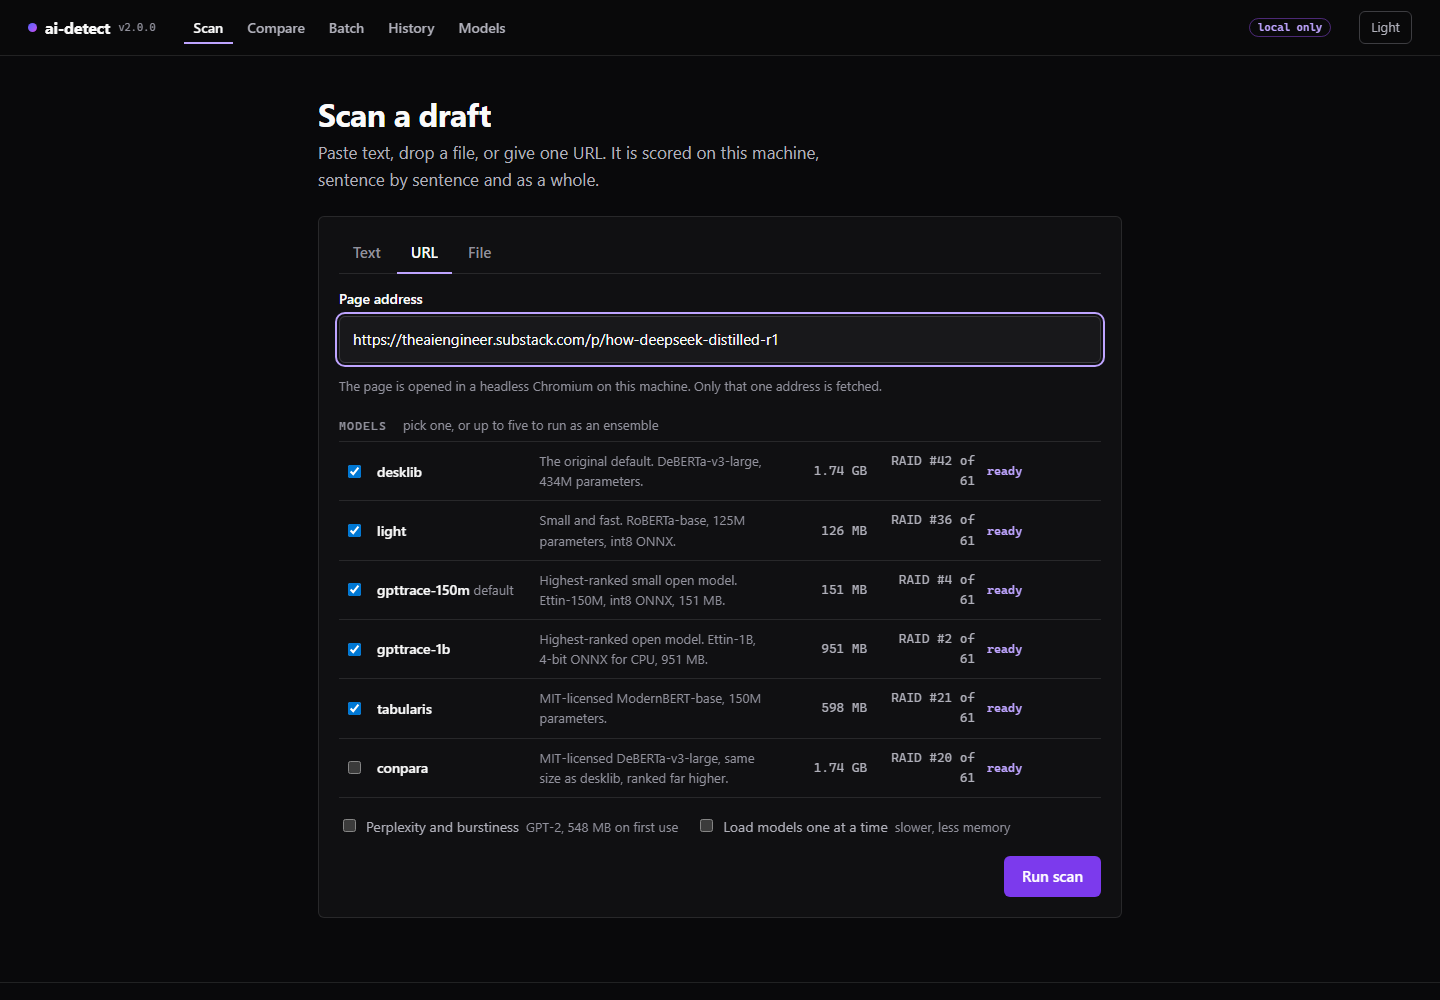 ai-detect v2.0.0 Scan Compare Batch History Models local only Light
Scan a draft
Paste text, drop a file, or give one URL. It is scored on this machine,
sentence by sentence and as a whole.
Text URL File
Page address
https://theaiengineer.substack.com/p/how-deepseek-distilled-r1
The page is opened in a headless Chromium on this machine. Only that one address is fetched.
MODELS pick one, or up to five to run as an ensemble
desklib
The original default. DeBERTa-v3-large,
434M parameters.
1.74 GB
RAID #42 of
61
ready
light
Small and fast. RoBERTa-base, 125M
parameters, int8 ONNX.
126 MB
RAID #36 of
61
ready
gpttrace-150m default
Highest-ranked small open model.
Ettin-150M, int8 ONNX, 151 MB.
151 MB
RAID #4 of
61
ready
gpttrace-1b
Highest-ranked open model. Ettin-1B,
4-bit ONNX for CPU, 951 MB.
951 MB
RAID #2 of
61
ready
tabularis
MIT-licensed ModernBERT-base, 150M
parameters.
598 MB
RAID #21 of
61
ready
conpara
MIT-licensed DeBERTa-v3-large, same
size as desklib, ranked far higher.
1.74 GB
RAID #20 of
61
ready
Perplexity and burstiness GPT-2, 548 MB on first use Load models one at a time slower, less memory
Run scan